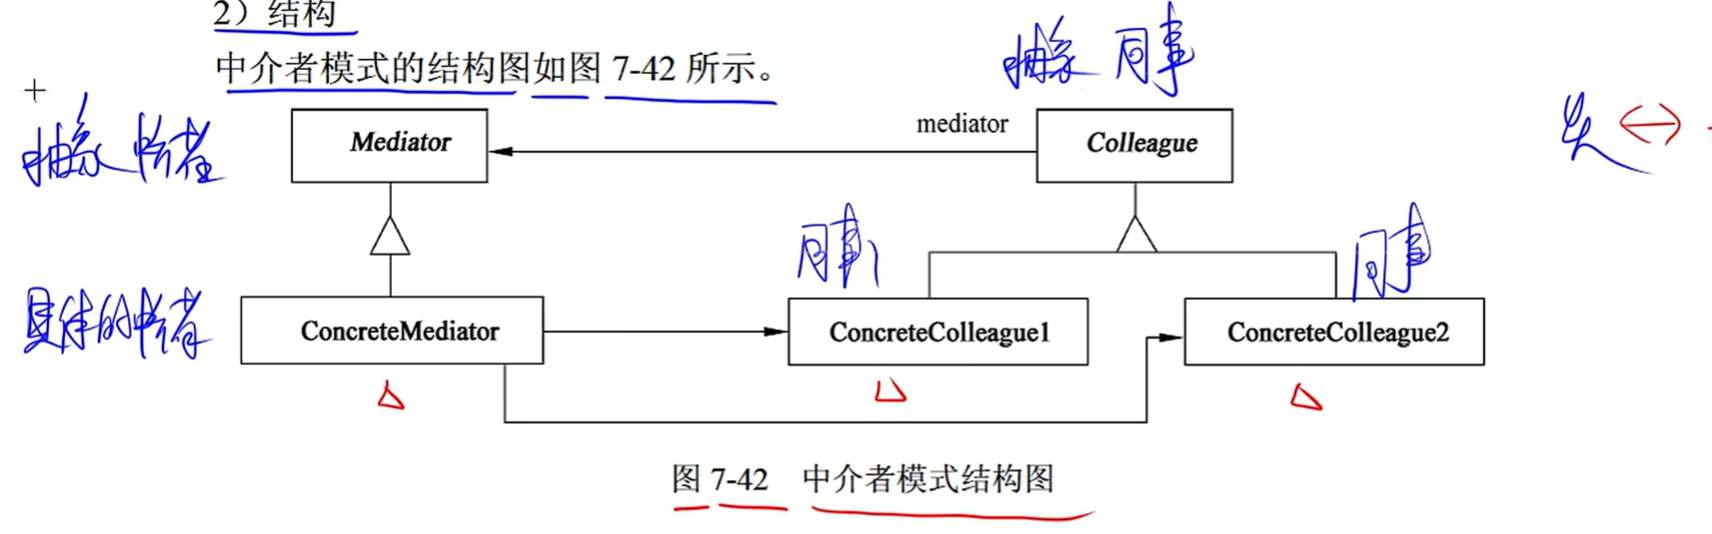 2）结构
中介者模式的结构图如图 7-42 所示。
抽象 同事
抽象 中介者
Mediator
mediator
Colleague
同事1
同事
具体的中介者
ConcreteMediator
ConcreteColleague1
ConcreteColleague2
图 7-42 中介者模式结构图